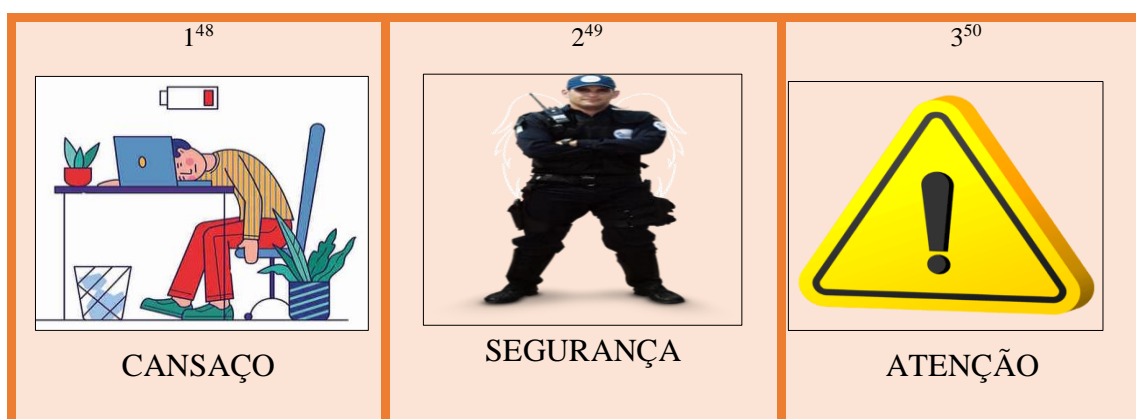 1⁴⁸
2⁴⁹
3⁵⁰
CANSAÇO
SEGURANÇA
ATENÇÃO